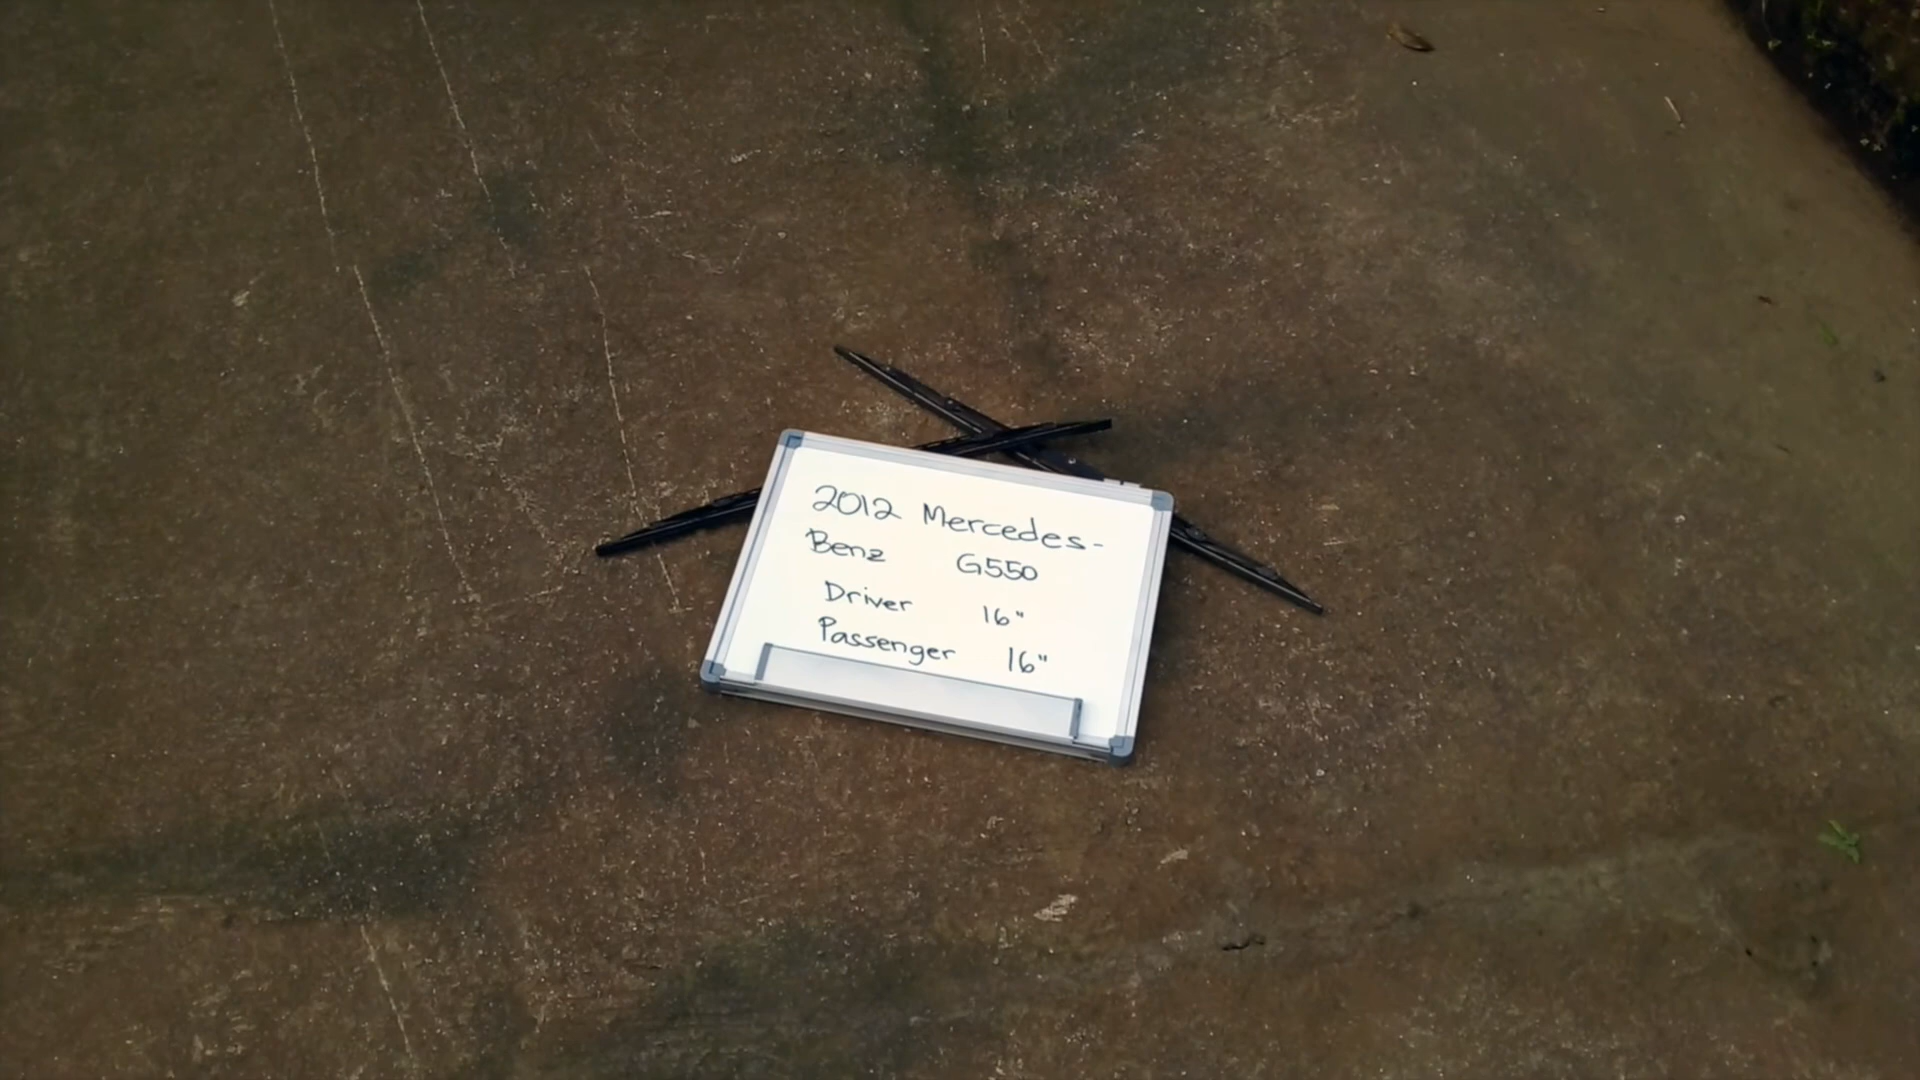 2012 Mercedes-
Benz G550
Driver 16"
Passenger 16"